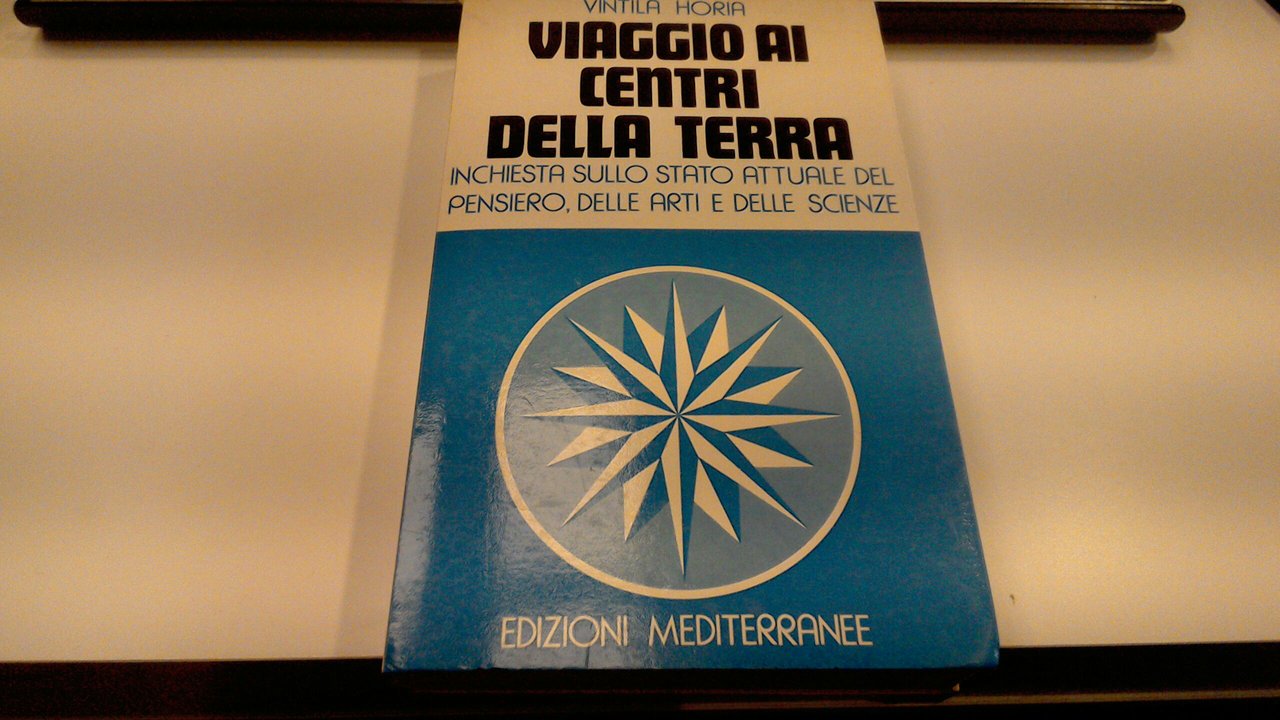 VINTILA HORIA
VIAGGIO AI
CENTRI
DELLA TERRA
INCHIESTA SULLO STATO ATTUALE DEL
PENSIERO, DELLE ARTI E DELLE SCIENZE
EDIZIONI MEDITERRANEE